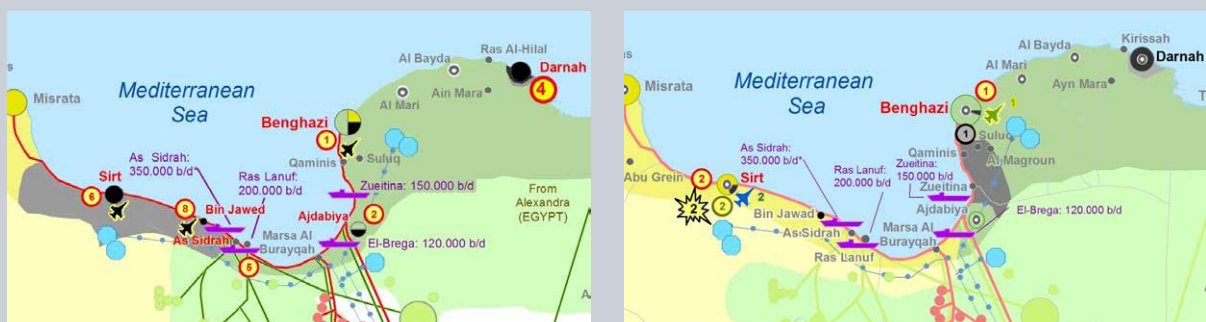 Ras Al-Hilal
Al Bayda
Darnah
4
Misrata
Mediterranean
Sea
Al Mari
Ain Mara
Benghazi
1
Suluq
Qaminis
As Sidrah:
350.000 b/d
Ras Lanuf:
200.000 b/d
Zueitina: 150.000 b/d
Sirt
6
8
Bin Jawed
Ajdabiya
2
From
Alexandra
(EGYPT)
As Sidrah
Marsa Al
Burayqah
El-Brega: 120.000 b/d
5
Kirissah
Al Bayda
Darnah
Misrata
Mediterranean
Sea
Al Mari
Ayn Mara
Benghazi
1
1
1
Suluq
Qaminis
Al Magroun
As Sidrah:
350.000 b/d*
Ras Lanuf:
200.000 b/d
Zueitina:
150.000 b/d
Abu Grein
2
Sirt
2
2
2
Zueitina
Bin Jawad
Ajdabiya
El-Brega: 120.000 b/d
As Sidrah
Marsa Al
Burayqah
Ras Lanuf